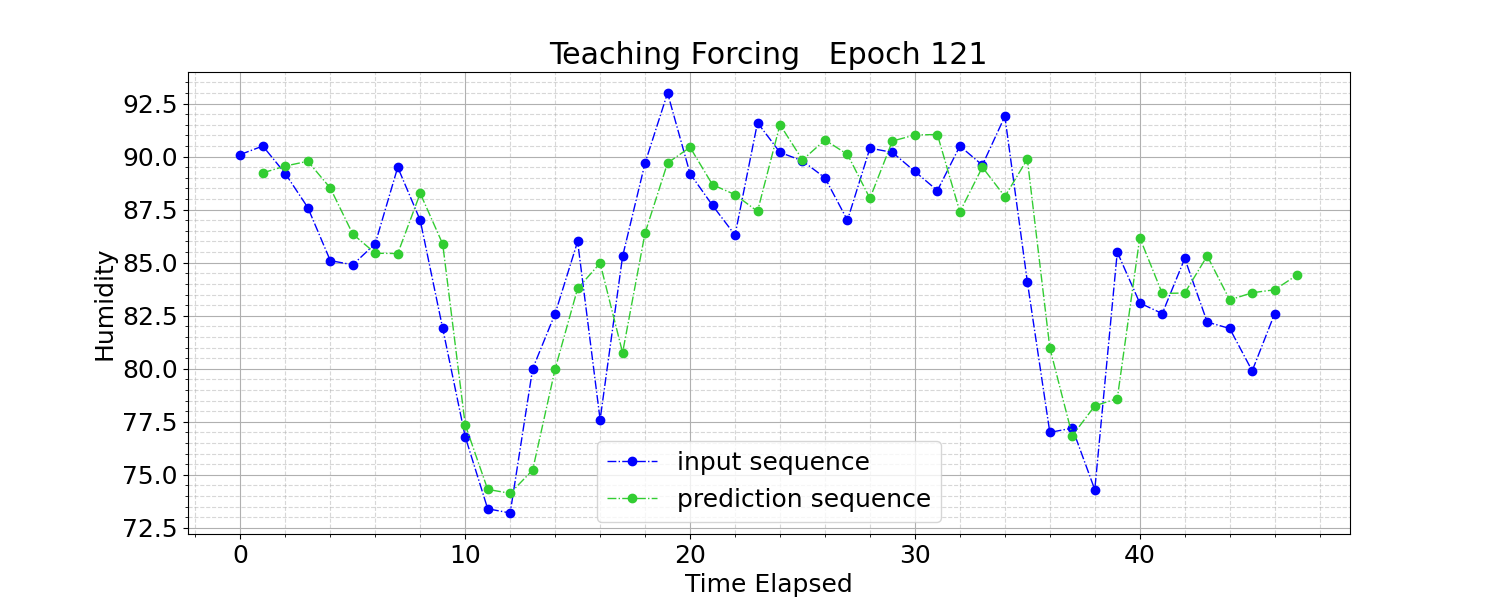 Teaching Forcing   Epoch 121
Humidity
92.5
90.0
87.5
85.0
82.5
80.0
77.5
75.0
72.5
input sequence
prediction sequence
0 10 20 30 40
Time Elapsed